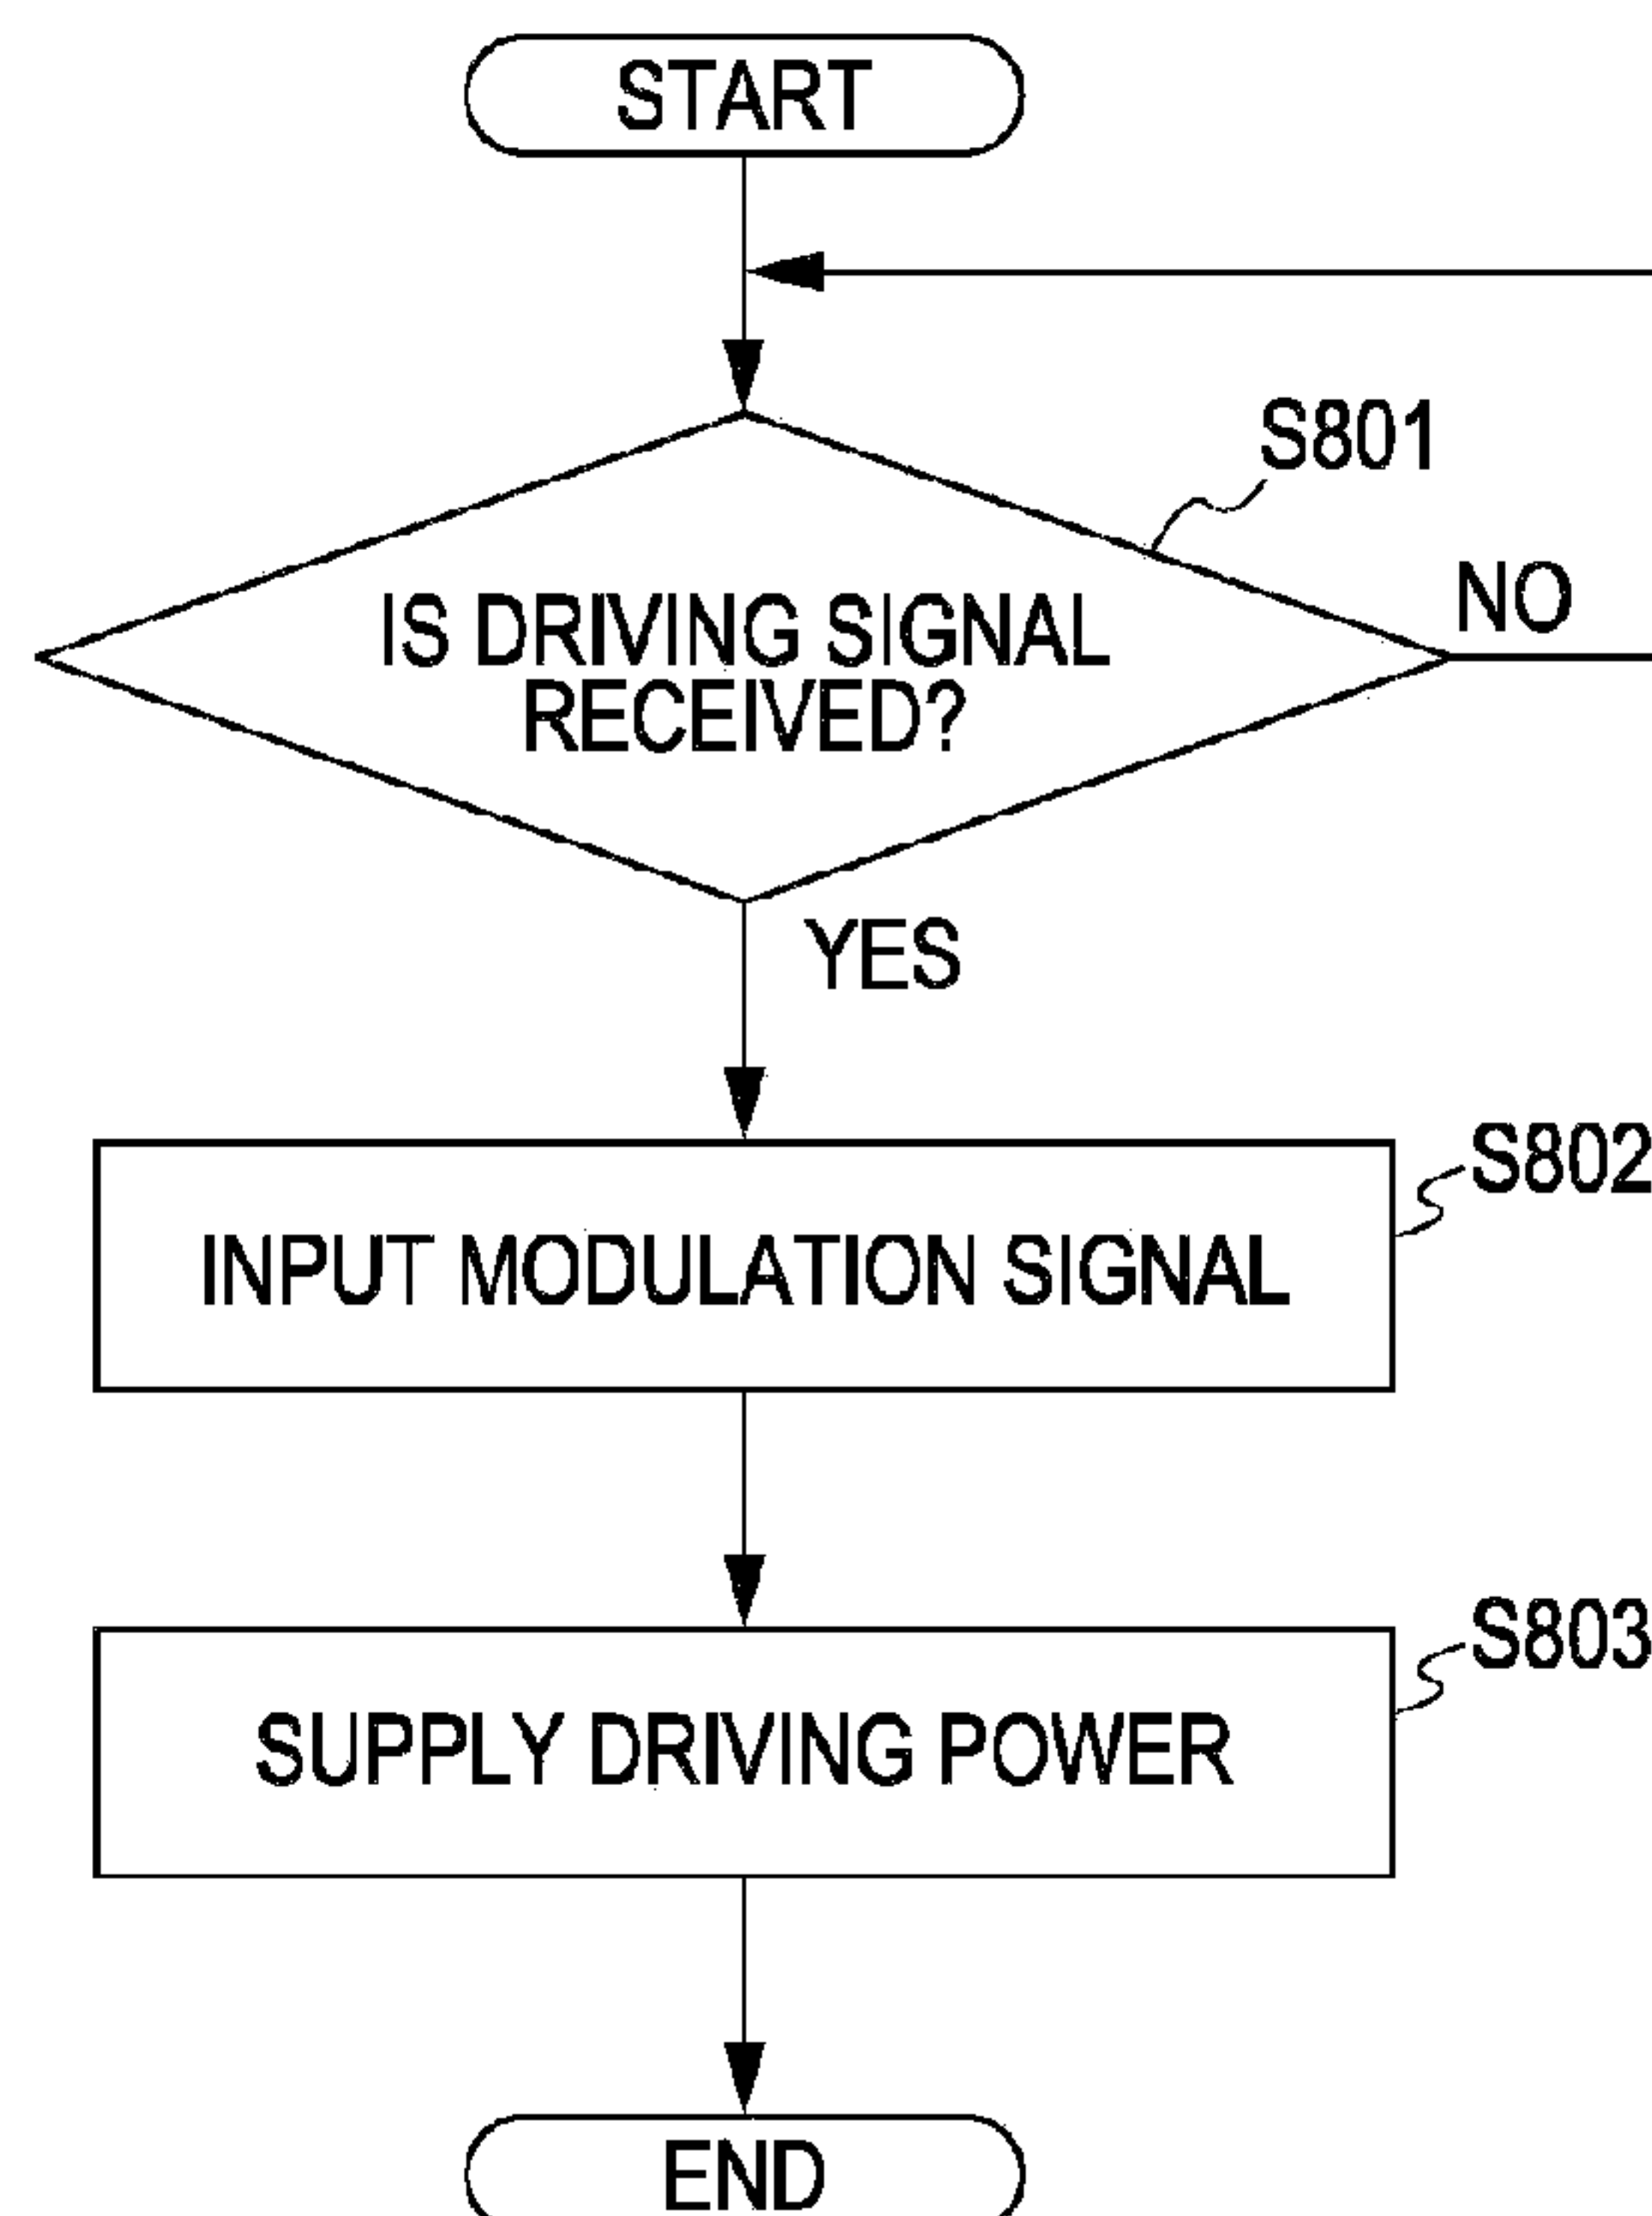 START
S801
IS DRIVING SIGNAL
RECEIVED?
NO
YES
S802
INPUT MODULATION SIGNAL
S803
SUPPLY DRIVING POWER
END